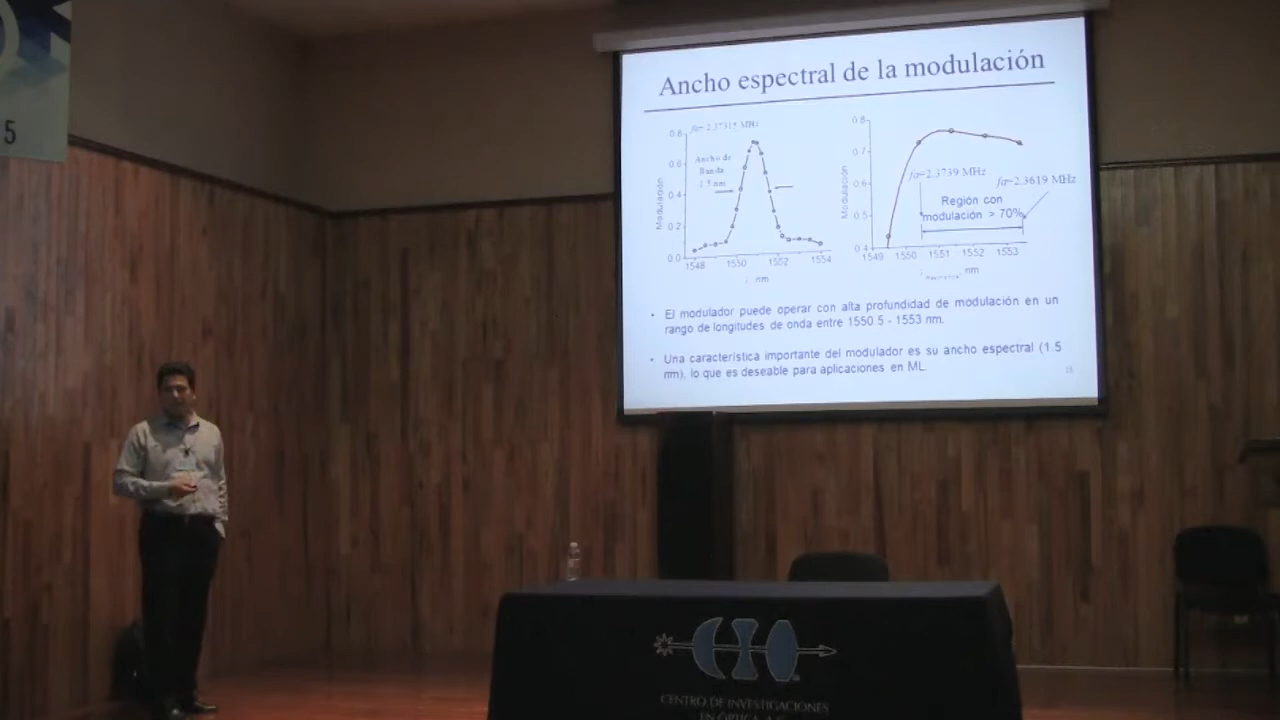 5
Ancho espectral de la modulación
fa=2.37315 MHz
Ancho de
Banda
1.5 nm
Modulación
0.8
0.6
0.4
0.2
0.0
1548
1550
1552
1554
nm
0.8
0.7
0.6
0.5
0.4
Modulación
fa=2.3739 MHz
fa=2.3619 MHz
Región con
modulación > 70%
1549
1550
1551
1552
1553
nm
• El modulador puede operar con alta profundidad de modulación en un
rango de longitudes de onda entre 1550.5 - 1553 nm.
• Una característica importante del modulador es su ancho espectral (1.5
nm), lo que es deseable para aplicaciones en ML.
CENTRO DE INVESTIGACIONES
EN ÓPTICA, A.C.